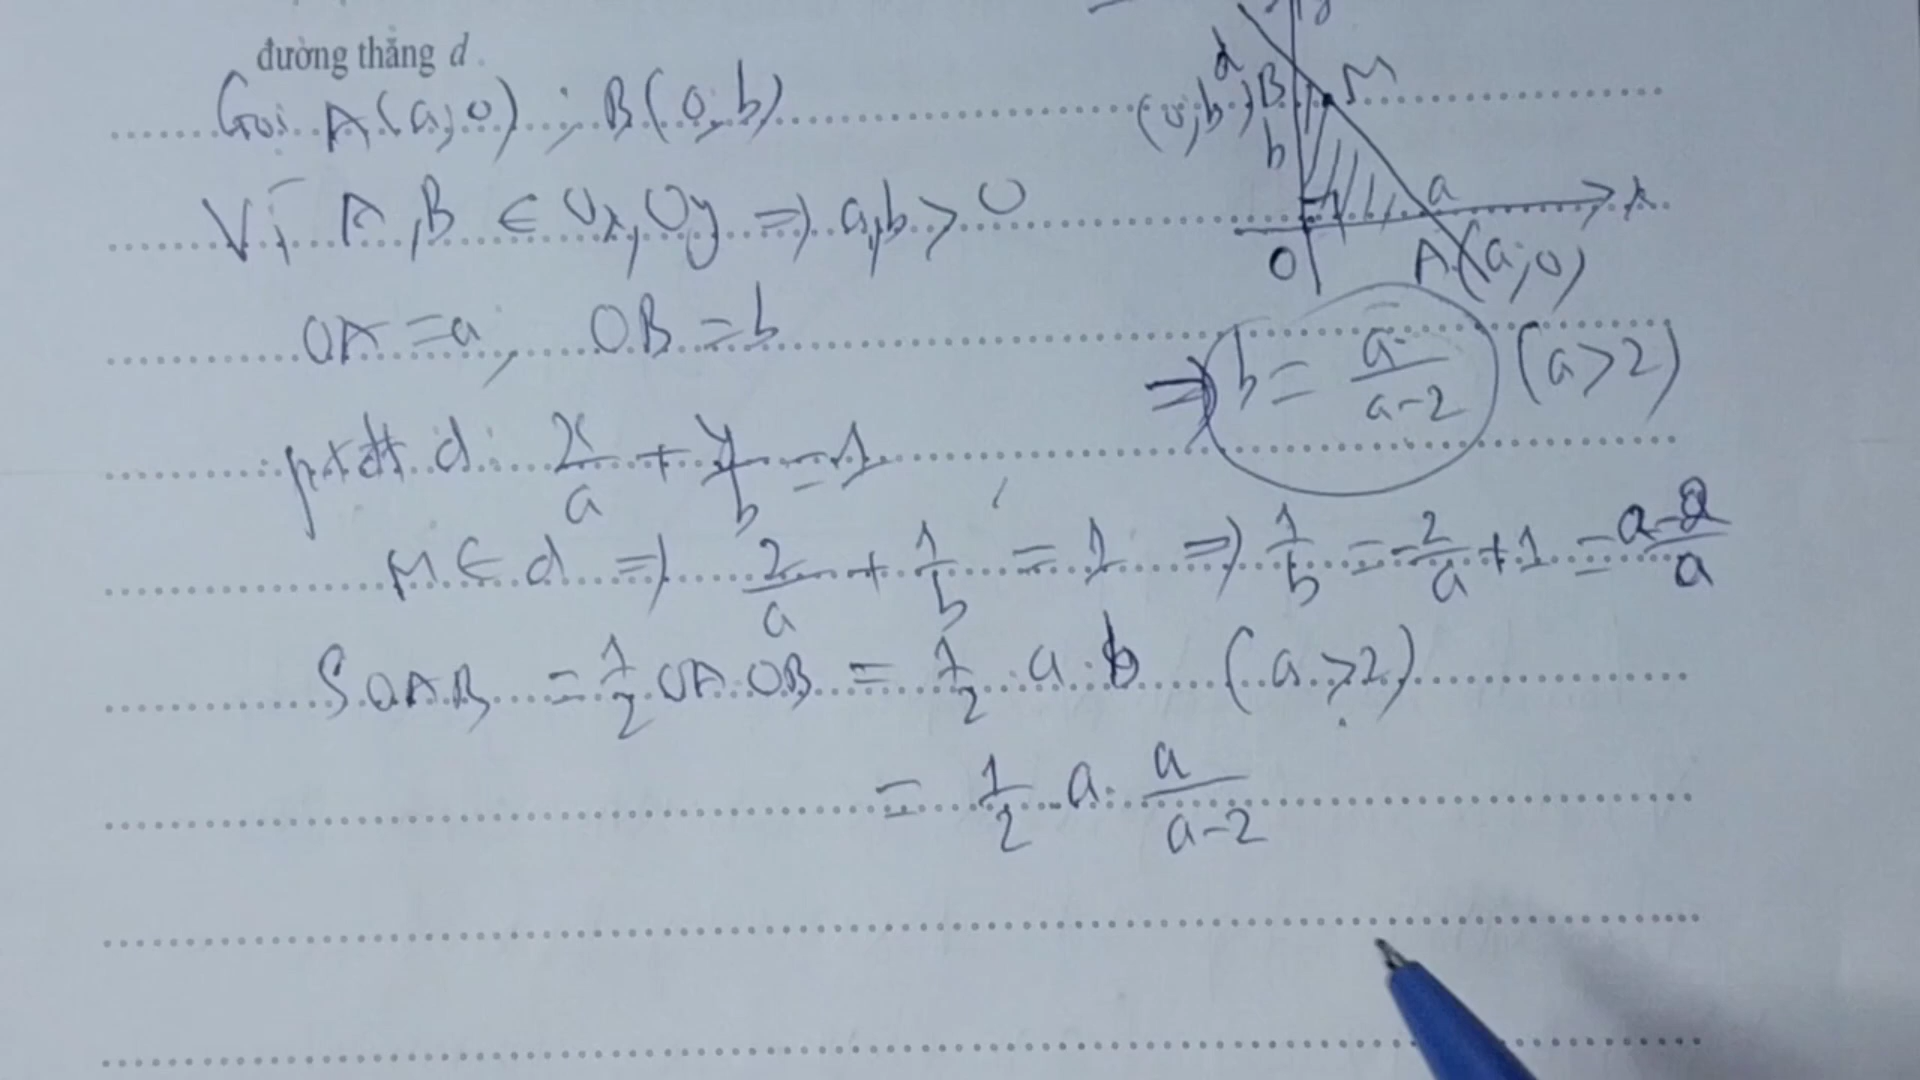 đường thẳng d.
Gọi A(a;0) ; B(0;b)
Vì A,B ∈ Ox,Oy ⇒ a,b > 0
OA = a, OB = b
ptđt d: x/a + y/b = 1
M ∈ d ⇒ 2/a + 1/b = 1 ⇒ 1/b = -2/a + 1 = a-2/a
S OAB = 1/2 OA.OB = 1/2 . a . b (a > 2)
= 1/2 . a . a/a-2
y
d
B
M
(0;b)
b
a
x
O
A(a;0)
⇒ b = a/a-2 (a > 2)